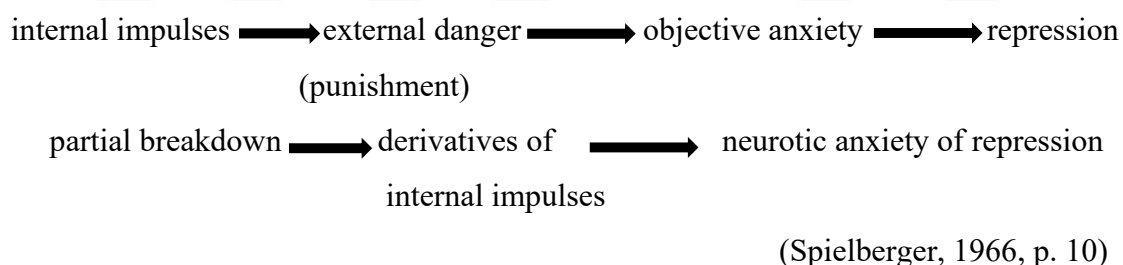 internal impulses external danger objective anxiety repression
(punishment)
partial breakdown derivatives of neurotic anxiety of repression
internal impulses
(Spielberger, 1966, p. 10)